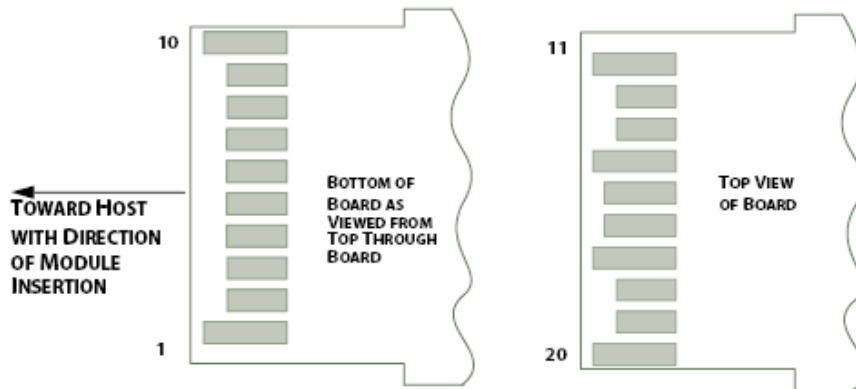 10
TOWARD HOST
WITH DIRECTION
OF MODULE
INSERTION
1
BOTTOM OF
BOARD AS
VIEWED FROM
TOP THROUGH
BOARD
11
TOP VIEW
OF BOARD
20